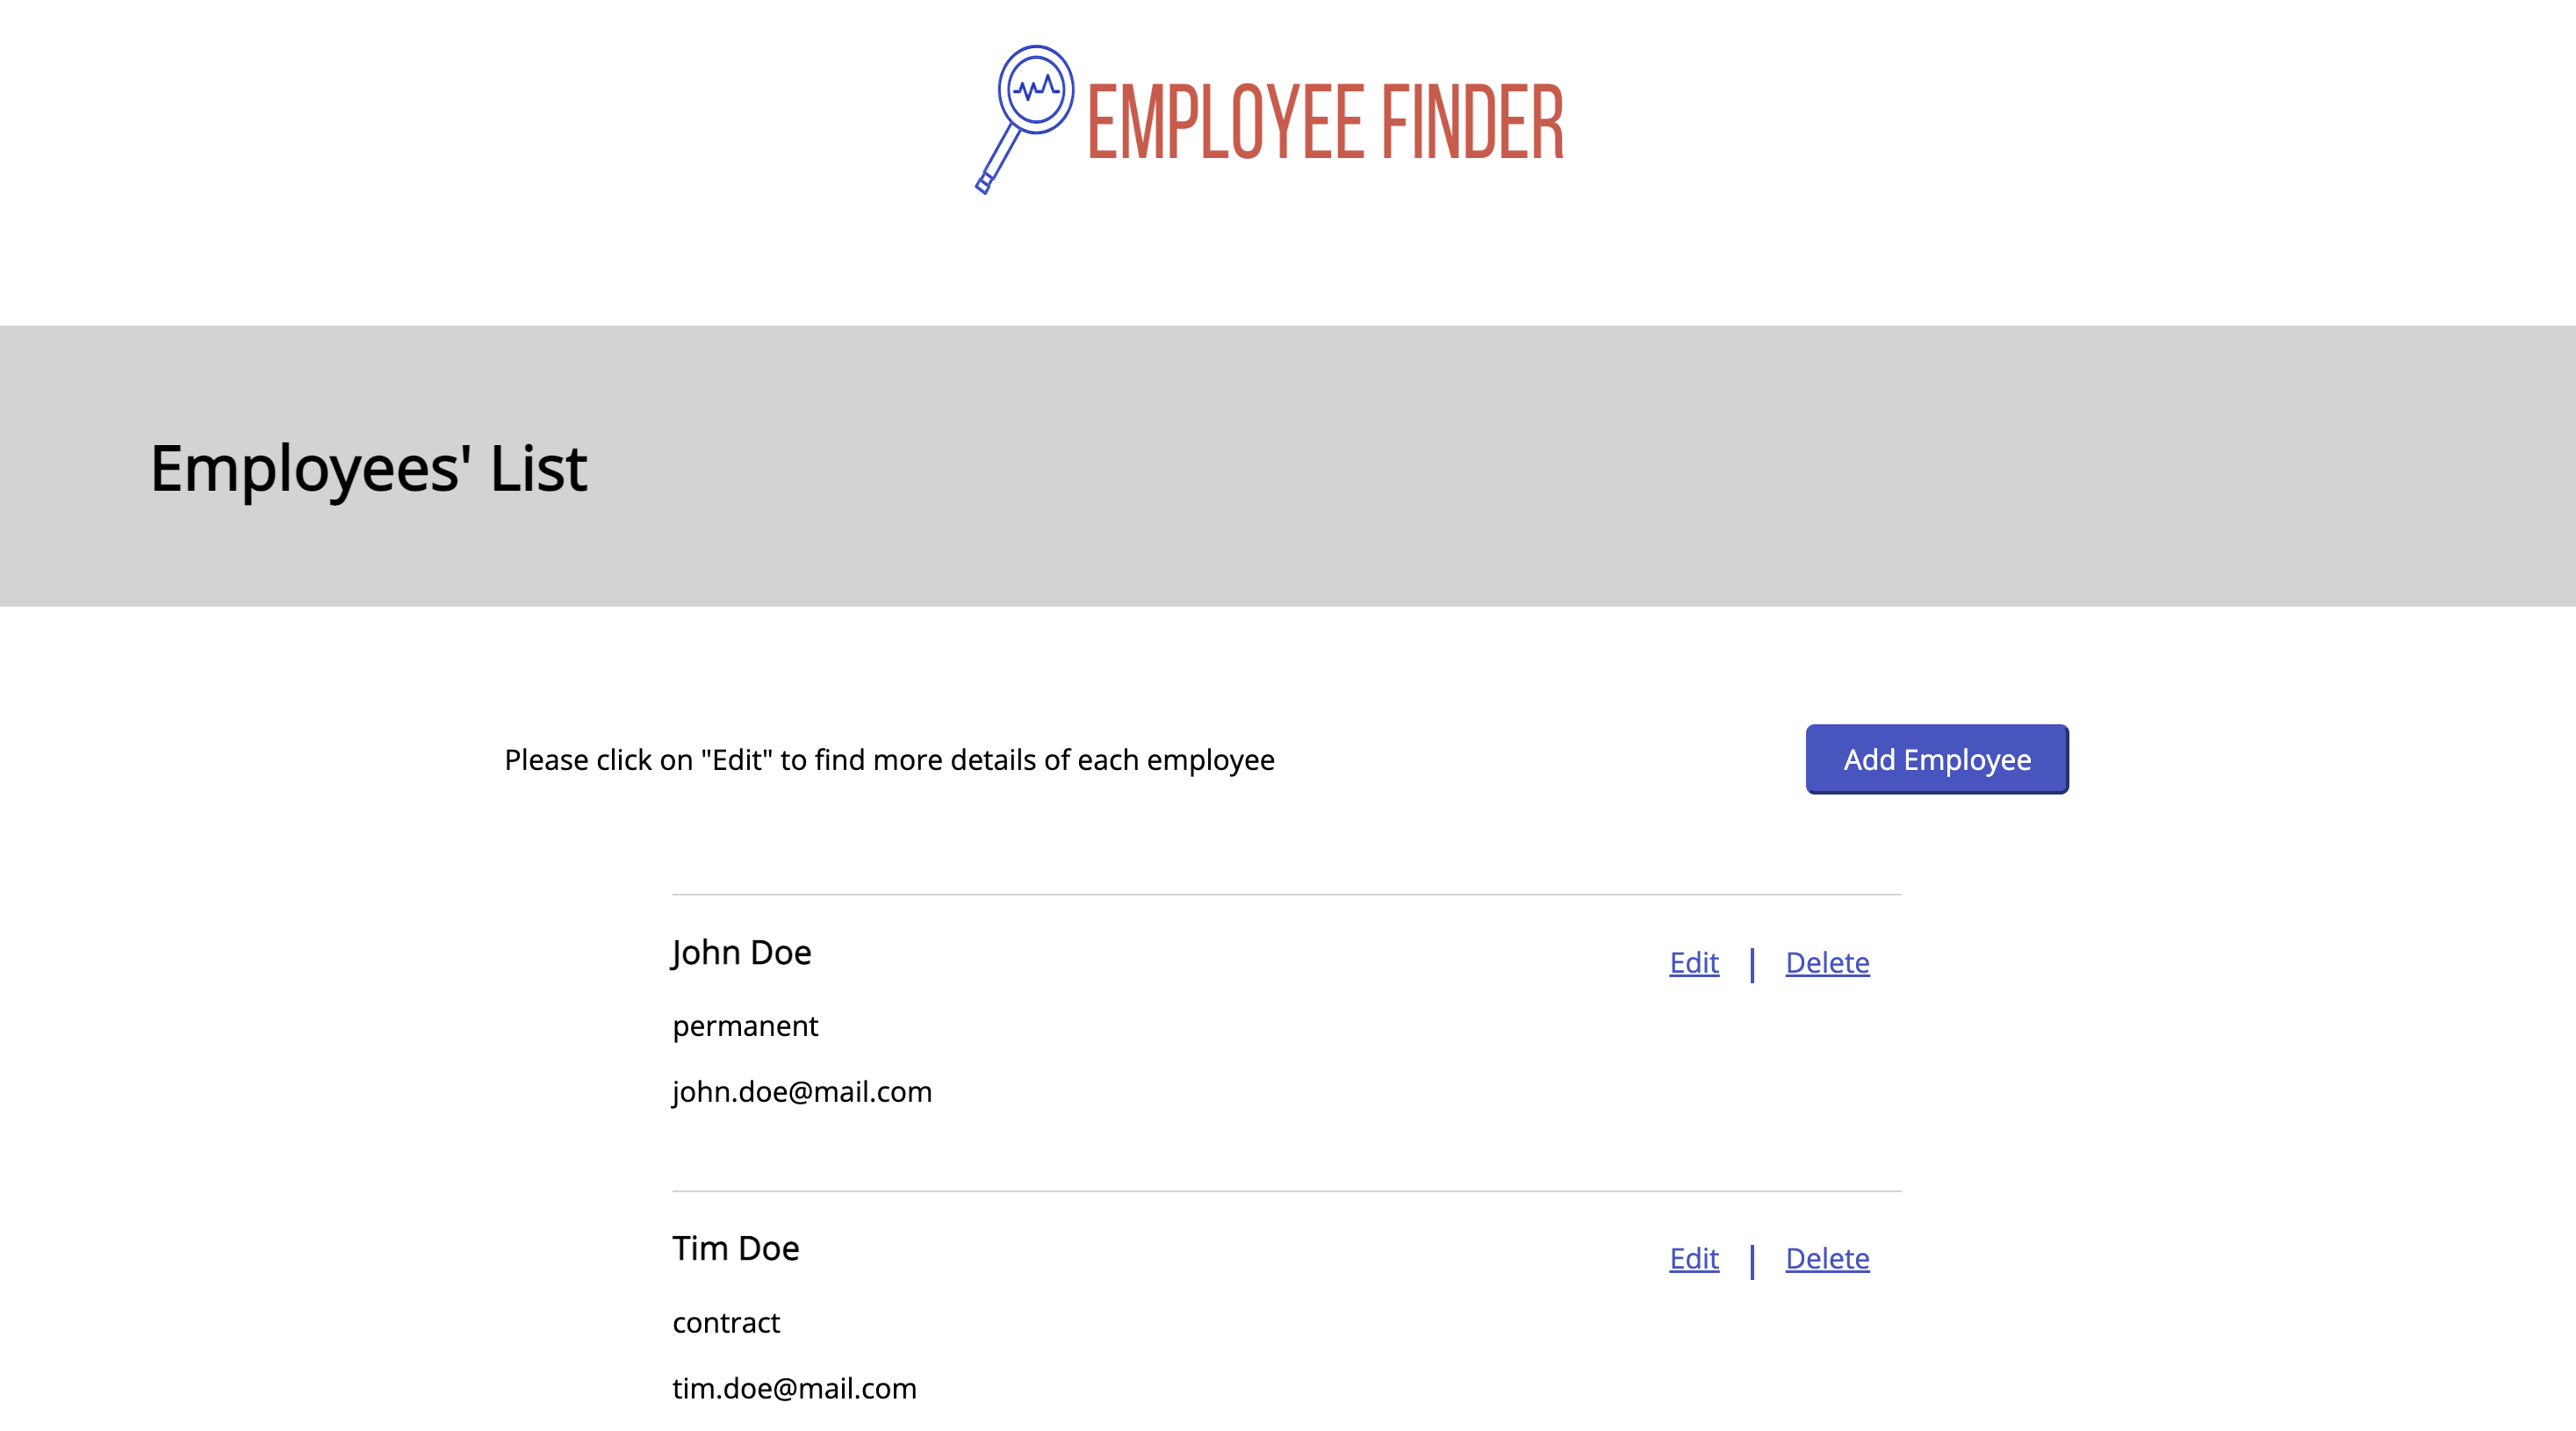 EMPLOYEE FINDER
Employees' List
Please click on "Edit" to find more details of each employee
Add Employee
John Doe
Edit | Delete
permanent
john.doe@mail.com
Tim Doe
Edit | Delete
contract
tim.doe@mail.com